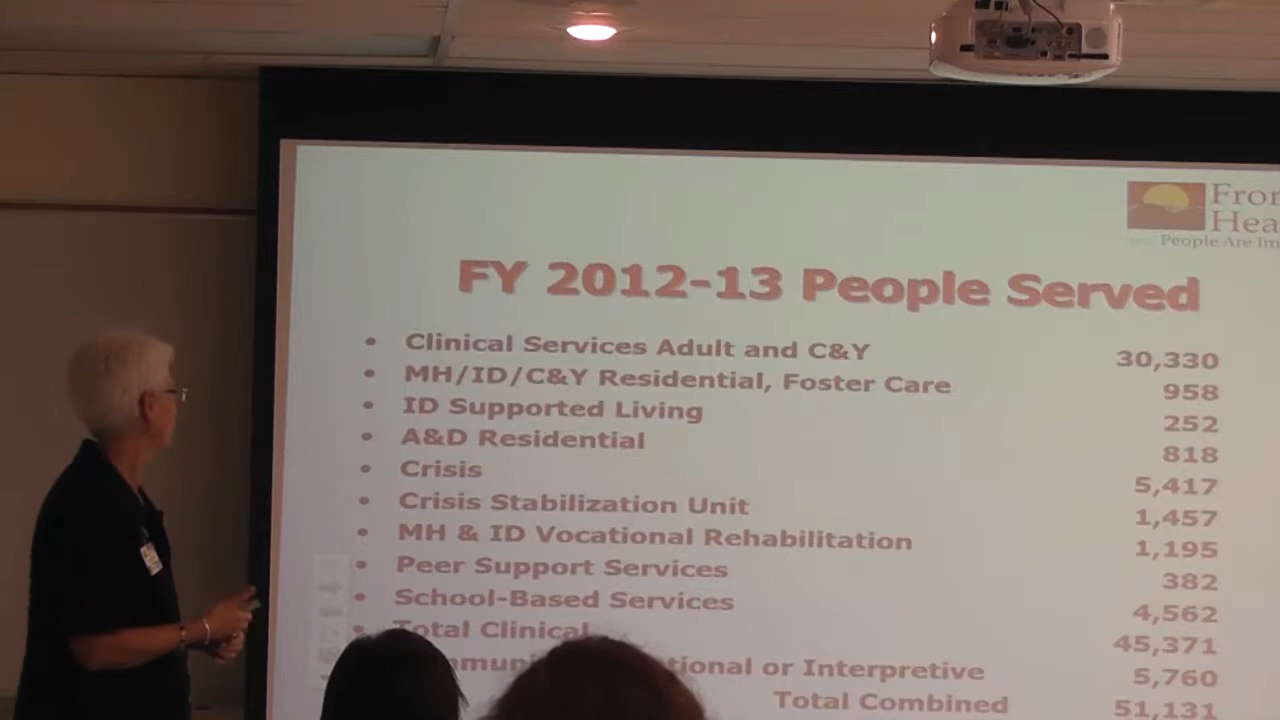 Fron
Hea
People Are Im
FY 2012-13 People Served
• Clinical Services Adult and C&Y 30,330
• MH/ID/C&Y Residential, Foster Care 958
• ID Supported Living 252
• A&D Residential 818
• Crisis 5,417
• Crisis Stabilization Unit 1,457
• MH & ID Vocational Rehabilitation 1,195
• Peer Support Services 382
• School-Based Services 4,562
• Total Clinical 45,371
mmuni tional or Interpretive 5,760
Total Combined 51,131